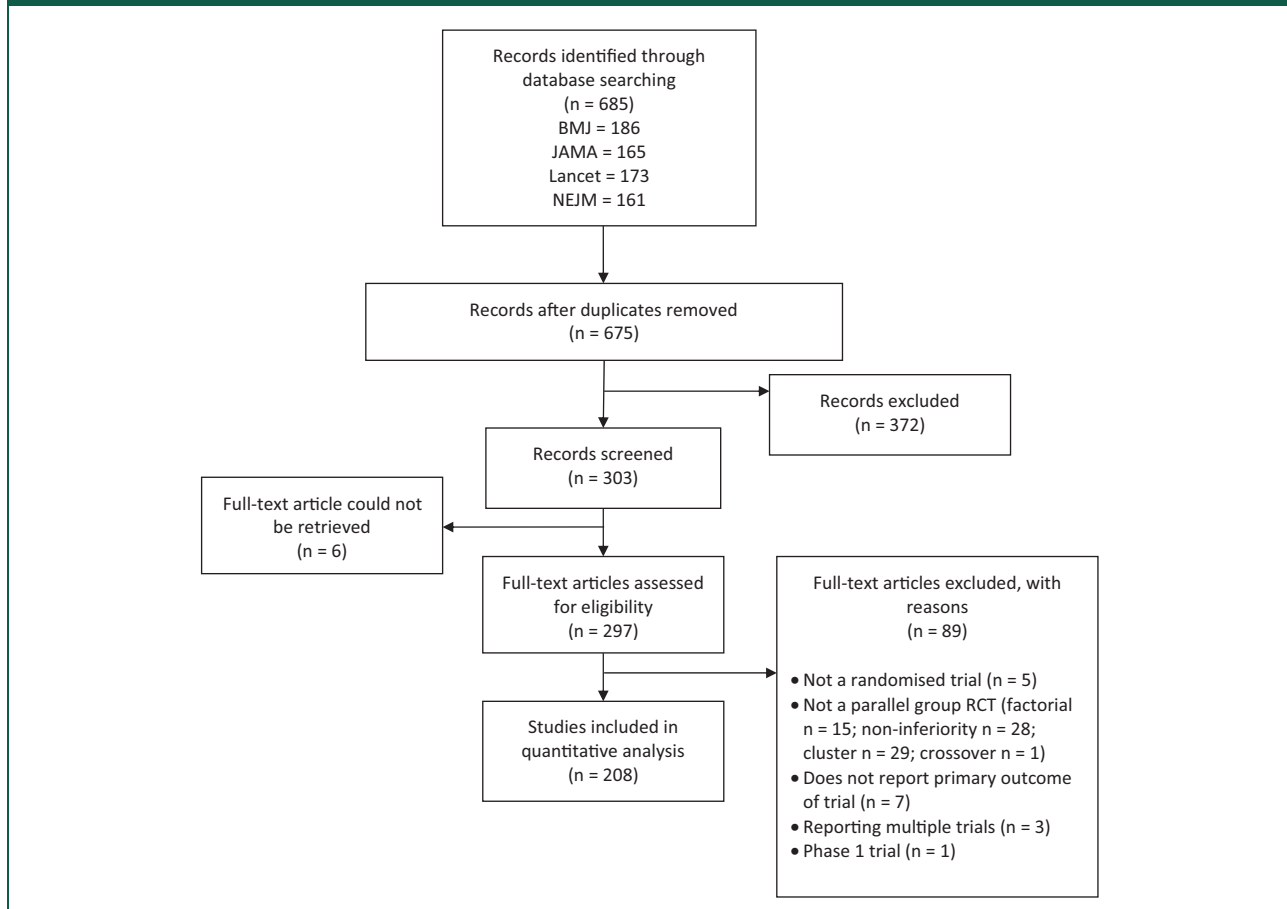 Records identified through
database searching
(n = 685)
BMJ = 186
JAMA = 165
Lancet = 173
NEJM = 161
Records after duplicates removed
(n = 675)
Records excluded
(n = 372)
Records screened
(n = 303)
Full-text article could not
be retrieved
(n = 6)
Full-text articles assessed
for eligibility
(n = 297)
Full-text articles excluded, with
reasons
(n = 89)
• Not a randomised trial (n = 5)
• Not a parallel group RCT (factorial
n = 15; non-inferiority n = 28;
cluster n = 29; crossover n = 1)
• Does not report primary outcome
of trial (n = 7)
• Reporting multiple trials (n = 3)
• Phase 1 trial (n = 1)
Studies included in
quantitative analysis
(n = 208)